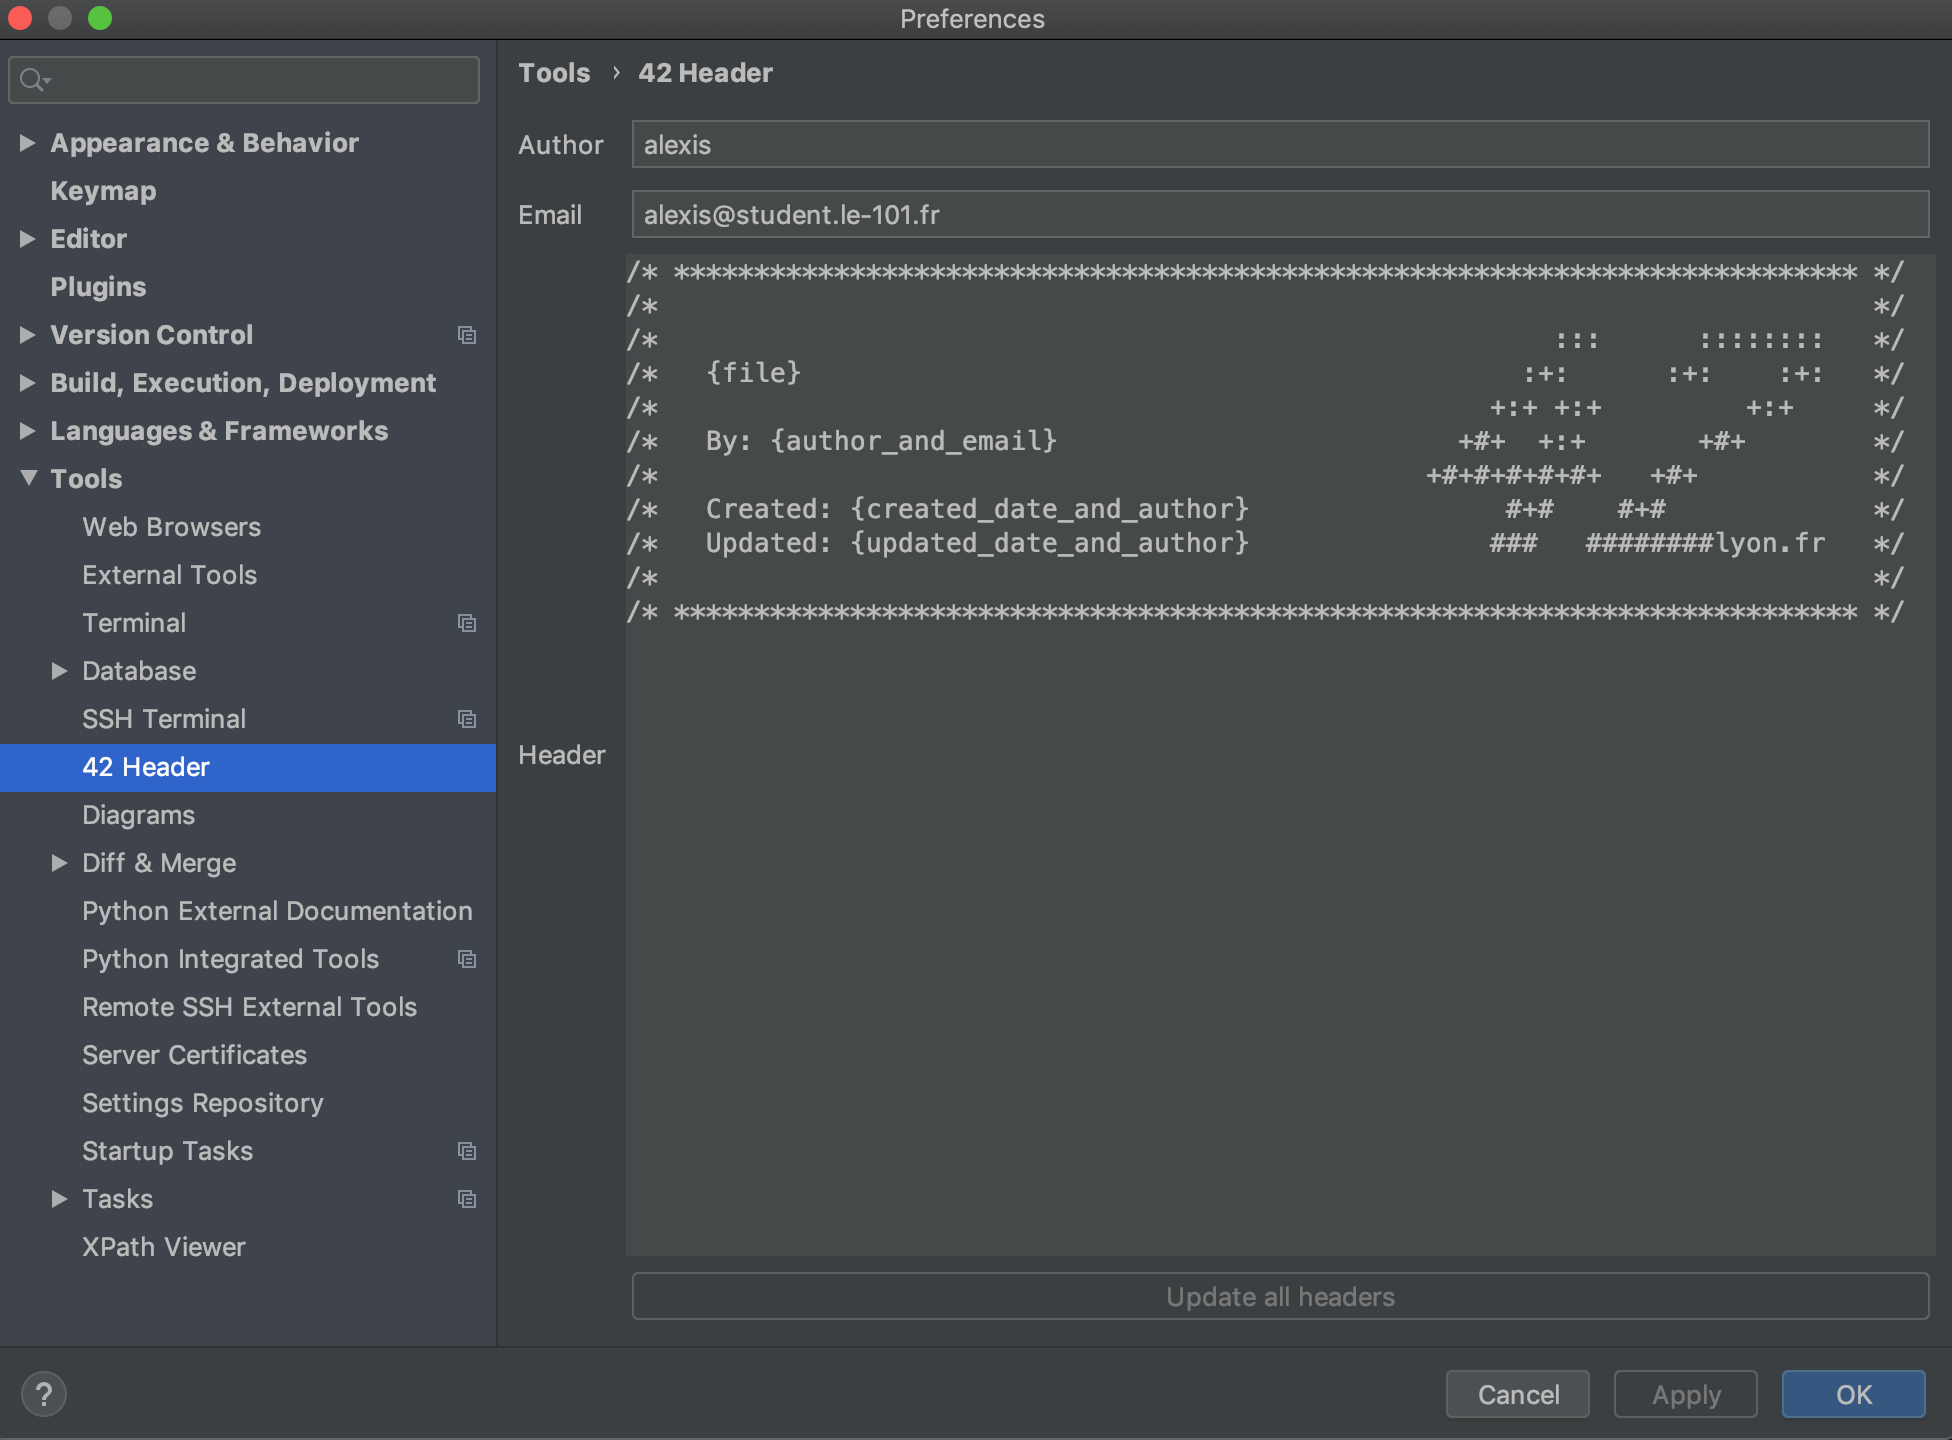 Preferences
Appearance & Behavior
Keymap
Editor
Plugins
Version Control
Build, Execution, Deployment
Languages & Frameworks
Tools
Web Browsers
External Tools
Terminal
Database
SSH Terminal
42 Header
Diagrams
Diff & Merge
Python External Documentation
Python Integrated Tools
Remote SSH External Tools
Server Certificates
Settings Repository
Startup Tasks
Tasks
XPath Viewer
Tools › 42 Header
Author alexis
Email alexis@student.le-101.fr
Header
/* ************************************************************************** */
/*                                                                            */
/*                                                        :::      ::::::::   */
/*   {file}                                             :+:      :+:    :+:   */
/*                                                    +:+ +:+         +:+     */
/*   By: {author_and_email}                         +#+  +:+       +#+        */
/*                                                +#+#+#+#+#+   +#+           */
/*   Created: {created_date_and_author}                #+#    #+#             */
/*   Updated: {updated_date_and_author}               ###   ########lyon.fr   */
/*                                                                            */
/* ************************************************************************** */
Update all headers
?
Cancel
Apply
OK